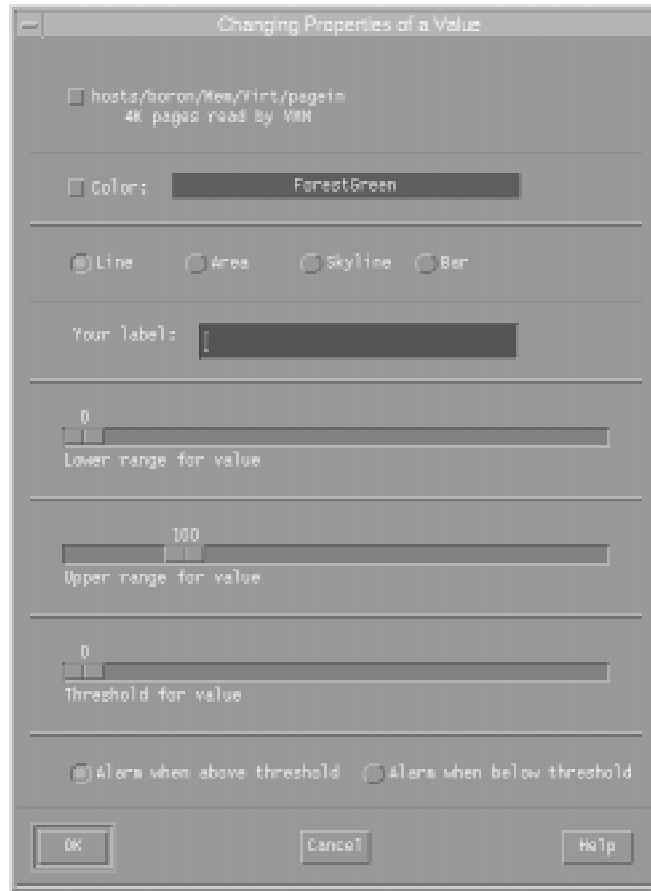 Changing Properties of a Value
hosts/boron/Mem/Virt/pagein
4K pages read by VMM
Color: ForestGreen
Line Area Skyline Bar
Your label:
0
Lower range for value
100
Upper range for value
0
Threshold for value
Alarm when above threshold Alarm when below threshold
OK Cancel Help